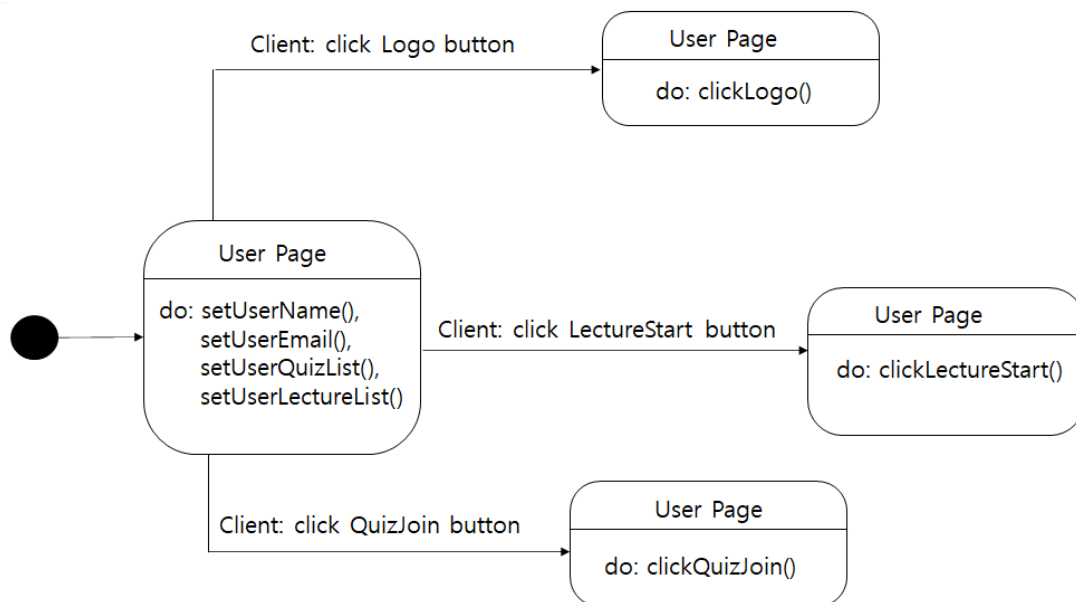 Client: click Logo button
User Page
do: clickLogo()
User Page
do: setUserName(),
setUserEmail(),
setUserQuizList(),
setUserLectureList()
Client: click LectureStart button
User Page
do: clickLectureStart()
Client: click QuizJoin button
User Page
do: clickQuizJoin()